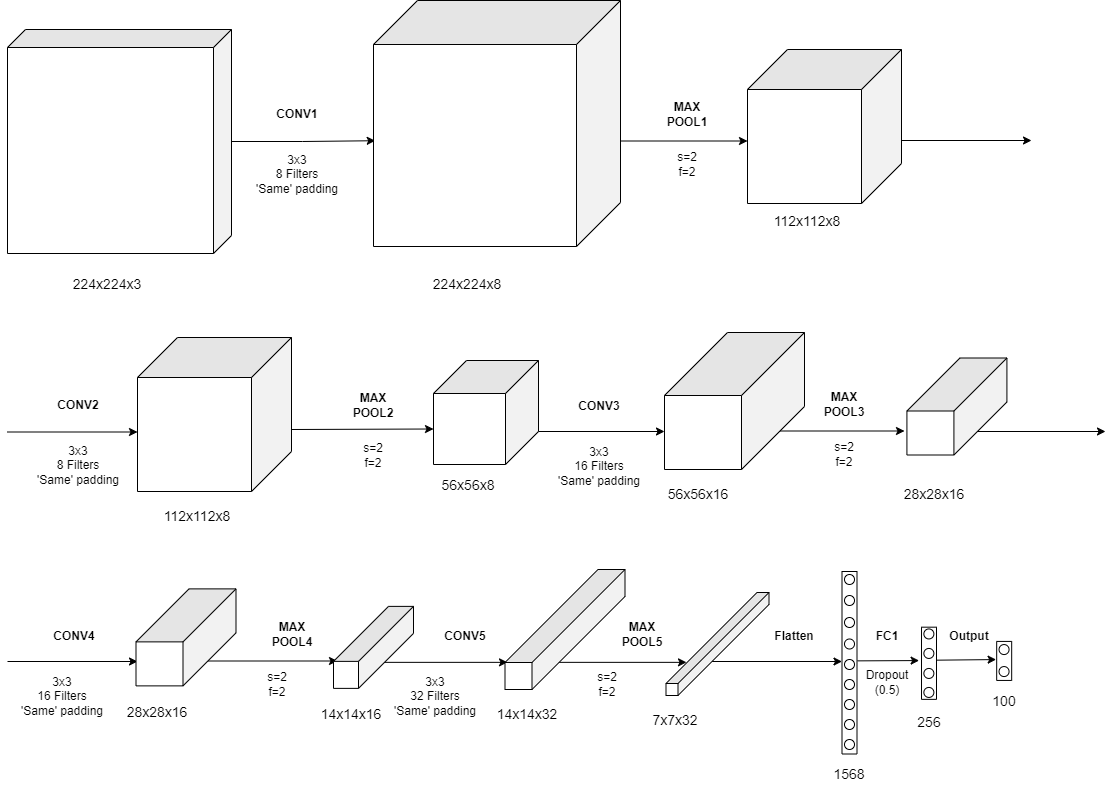 CONV1
3x3
8 Filters
'Same' padding
MAX
POOL1
s=2
f=2
224x224x3
224x224x8
112x112x8
CONV2
3x3
8 Filters
'Same' padding
MAX
POOL2
s=2
f=2
CONV3
3x3
16 Filters
'Same' padding
MAX
POOL3
s=2
f=2
112x112x8
56x56x8
56x56x16
28x28x16
CONV4
3x3
16 Filters
'Same' padding
MAX
POOL4
s=2
f=2
CONV5
3x3
32 Filters
'Same' padding
MAX
POOL5
s=2
f=2
Flatten
FC1
Dropout
(0.5)
Output
28x28x16
14x14x16
14x14x32
7x7x32
1568
256
100